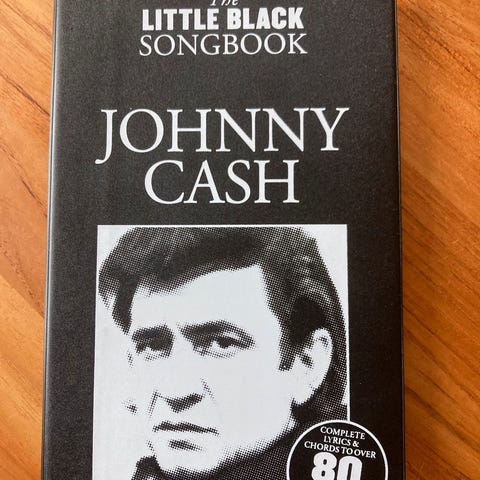 The
LITTLE BLACK
SONGBOOK
JOHNNY
CASH
COMPLETE
LYRICS &
CHORDS TO OVER
80